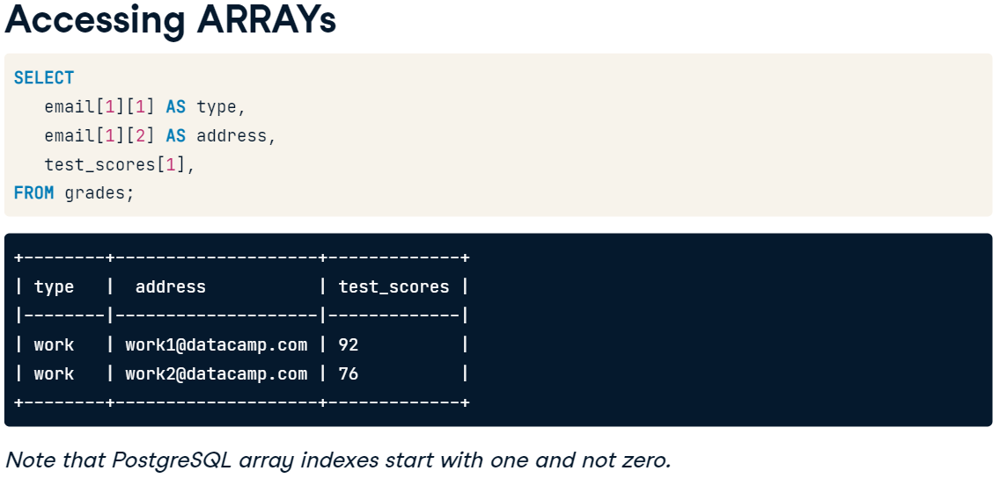 Accessing ARRAYs
SELECT
   email[1][1] AS type,
   email[1][2] AS address,
   test_scores[1],
FROM grades;
+--------+--------------------+-------------+
| type   |  address           | test_scores |
|--------|--------------------|-------------|
| work   | work1@datacamp.com | 92          |
| work   | work2@datacamp.com | 76          |
+--------+--------------------+-------------+
Note that PostgreSQL array indexes start with one and not zero.